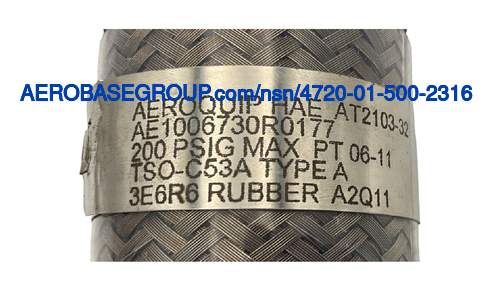 AEROBASEGROUP.com/nsn/4720-01-500-2316
AEROQUIP HAE AT2103-32
AE1006730R0177
200 PSIG MAX PT 06-11
TSO-C53A TYPE A
3E6R6 RUBBER A2Q11